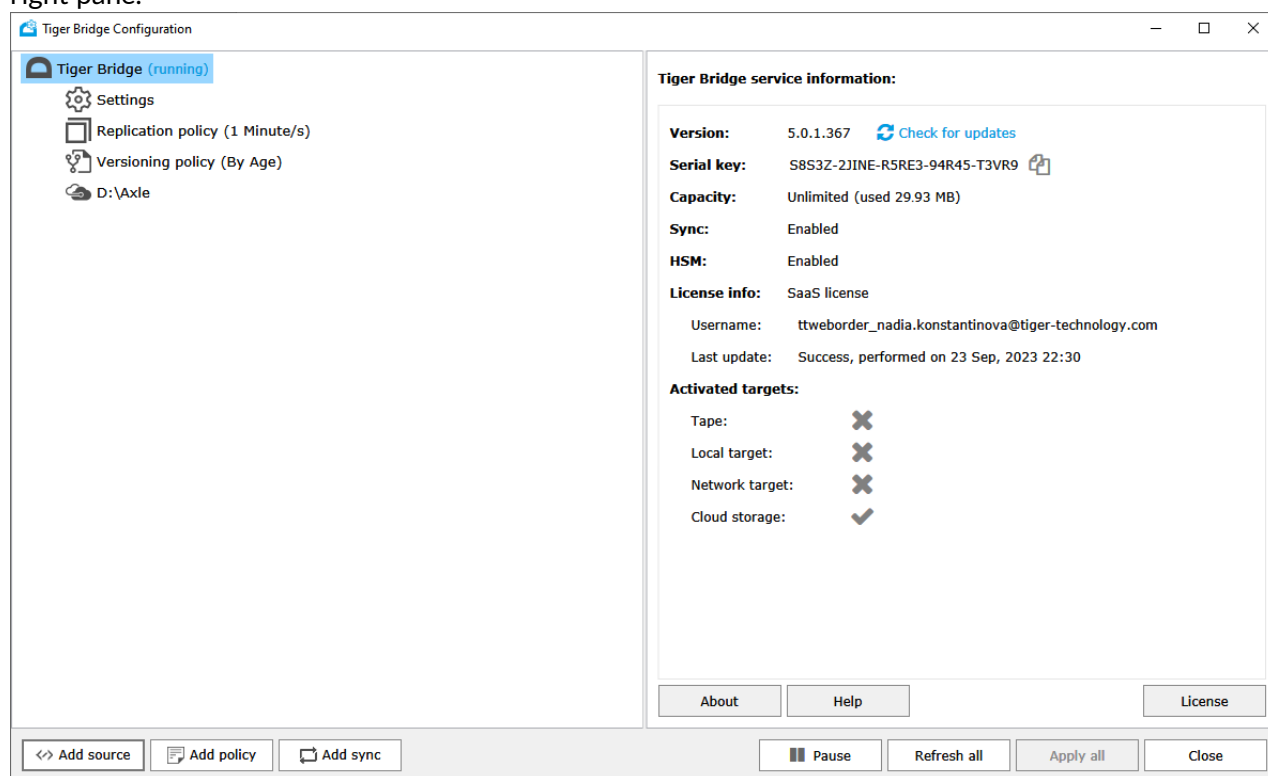 right pane.
Tiger Bridge Configuration
Tiger Bridge (running)
Settings
Replication policy (1 Minute/s)
Versioning policy (By Age)
D:\Axle
Tiger Bridge service information:
Version: 5.0.1.367 Check for updates
Serial key: S8S3Z-2JINE-R5RE3-94R45-T3VR9
Capacity: Unlimited (used 29.93 MB)
Sync: Enabled
HSM: Enabled
License info: SaaS license
Username: ttweborder_nadia.konstantinova@tiger-technology.com
Last update: Success, performed on 23 Sep, 2023 22:30
Activated targets:
Tape:
Local target:
Network target:
Cloud storage:
About Help License
Add source Add policy Add sync Pause Refresh all Apply all Close